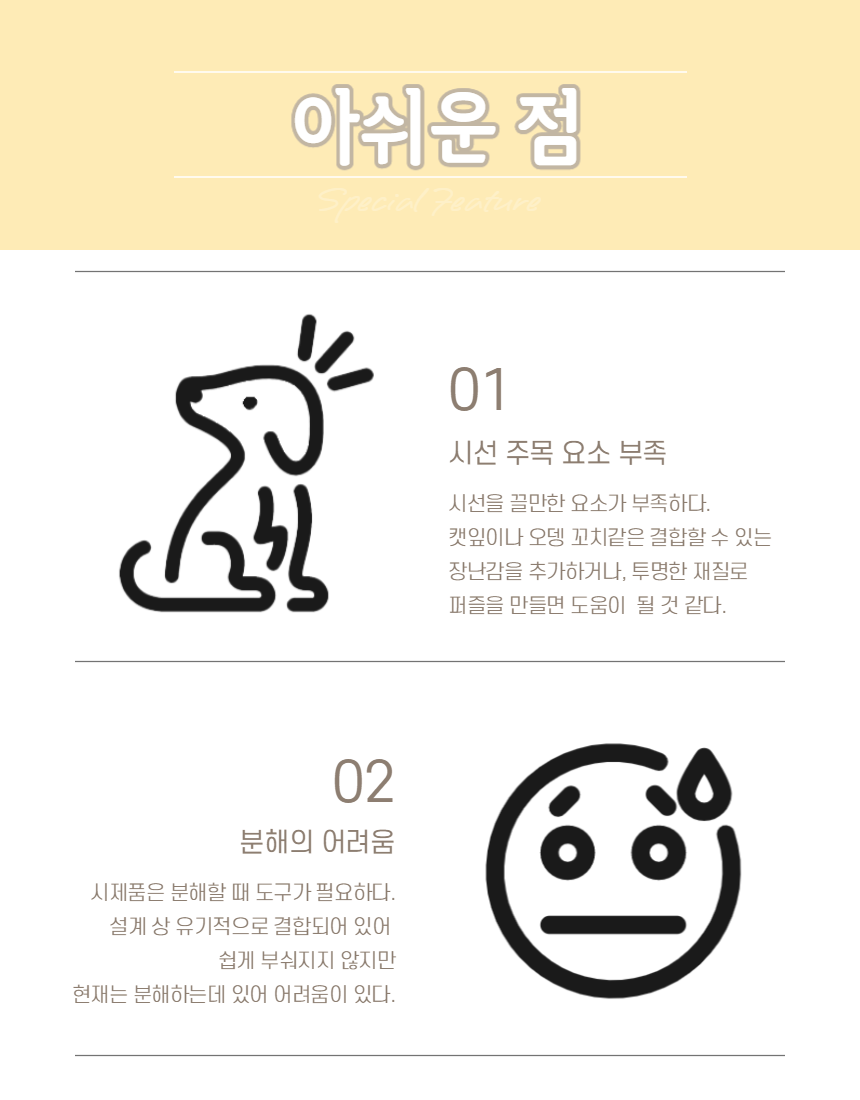 아쉬운 점
Special Feature
01
시선 주목 요소 부족
시선을 끌만한 요소가 부족하다.
캣잎이나 오뎅 꼬치같은 결합할 수 있는
장난감을 추가하거나, 투명한 재질로
퍼즐을 만들면 도움이 될 것 같다.
02
분해의 어려움
시제품은 분해할 때 도구가 필요하다.
설계 상 유기적으로 결합되어 있어
쉽게 부숴지지 않지만
현재는 분해하는데 있어 어려움이 있다.